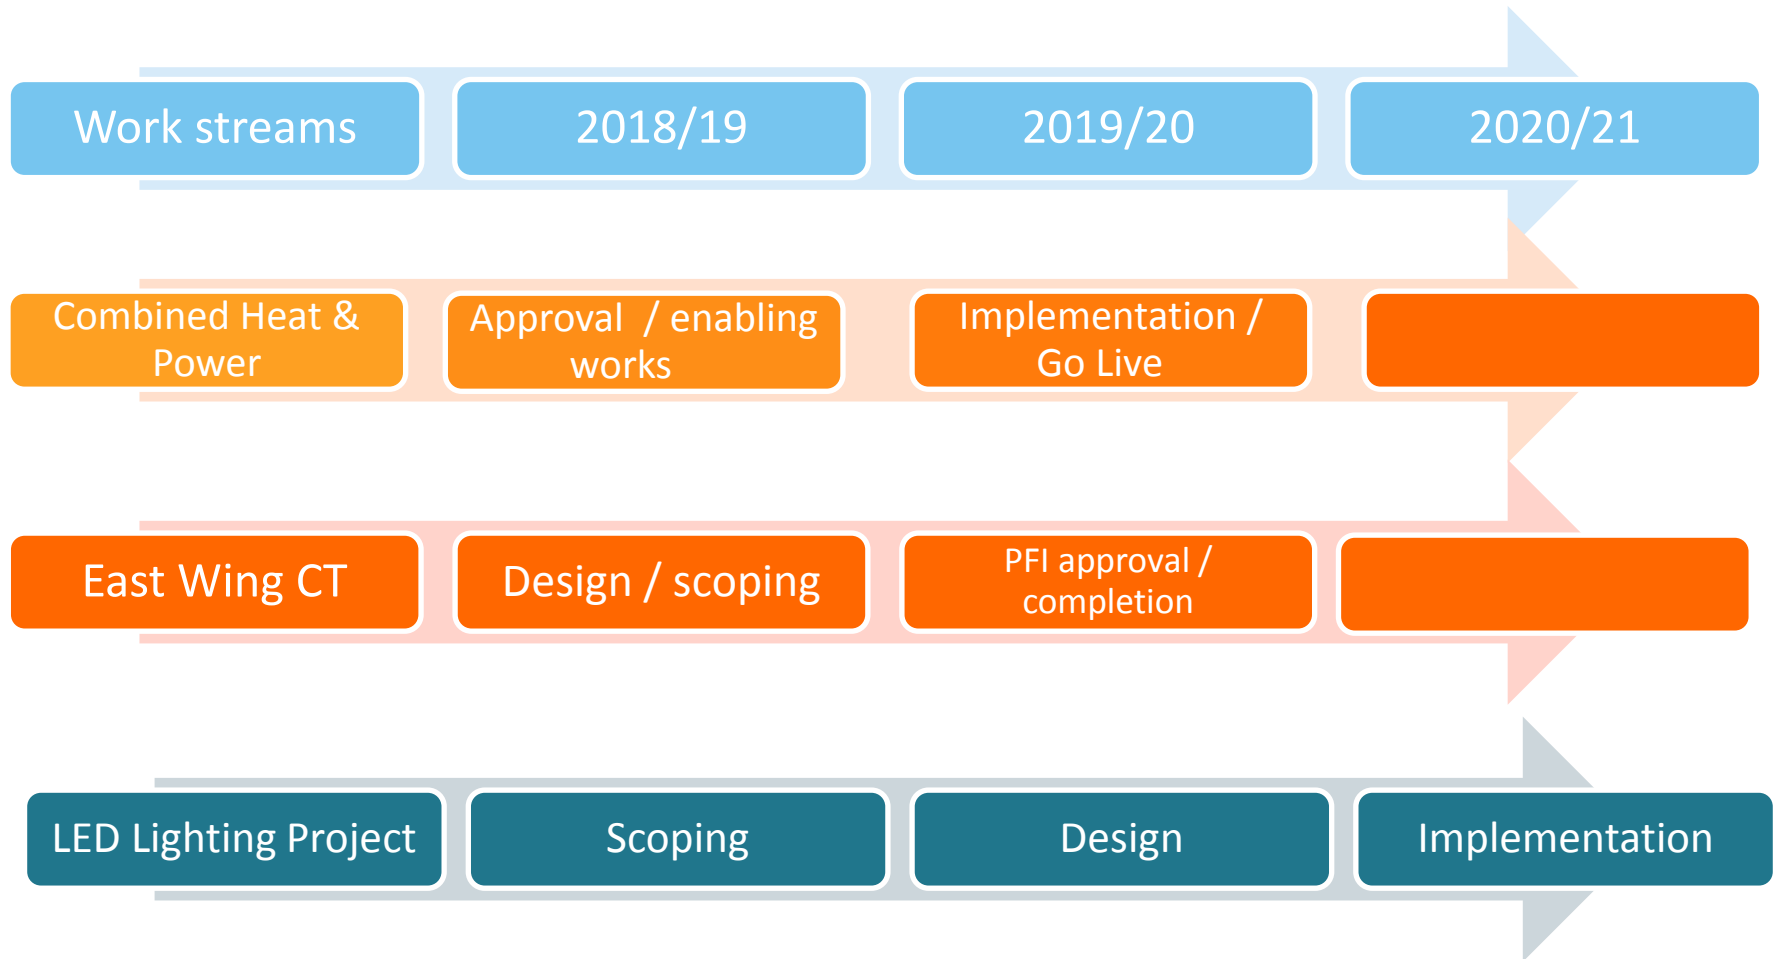 Work streams
2018/19
2019/20
2020/21
Combined Heat &
Power
Approval / enabling
works
Implementation /
Go Live
East Wing CT
Design / scoping
PFI approval /
completion
LED Lighting Project
Scoping
Design
Implementation